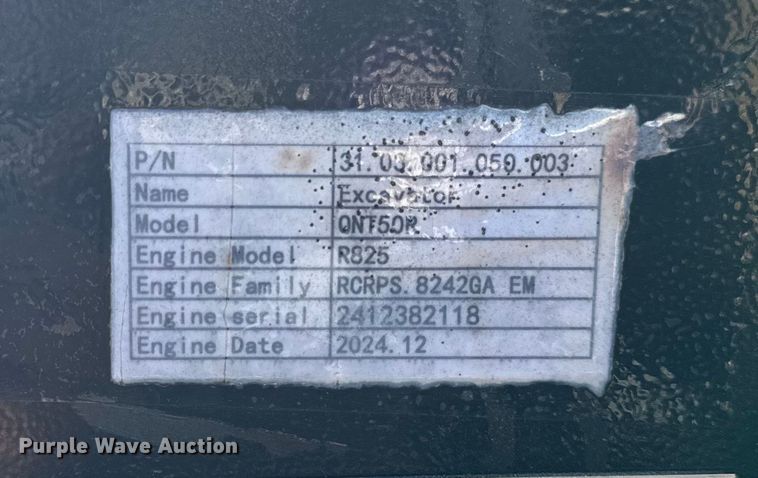 P/N 31.03.001.050.003
Name Excavator
Model QNT50R
Engine Model R825
Engine Family RCRPS.8242GA EM
Engine serial 2412382118
Engine Date 2024.12
Purple Wave Auction